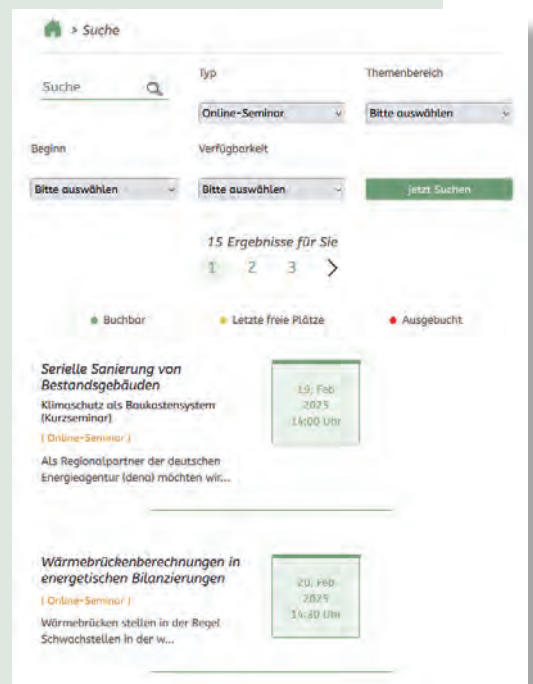 > Suche
Suche
Typ
Online-Seminar
Themenbereich
Bitte auswählen
Beginn
Bitte auswählen
Verfügbarkeit
Bitte auswählen
jetzt Suchen
15 Ergebnisse für Sie
1 2 3
Buchbar
Letzte freie Plätze
Ausgebucht
Serielle Sanierung von
Bestandsgebäuden
Klimaschutz als Baukastensystem
(Kurzseminar)
( Online-Seminar )
Als Regionalpartner der deutschen
Energieagentur (dena) möchten wir...
19. Feb
2025
14:00 Uhr
Wärmebrückenberechnungen in
energetischen Bilanzierungen
( Online-Seminar )
Wärmebrücken stellen in der Regel
Schwachstellen in der w...
20. Feb
2025
14:30 Uhr